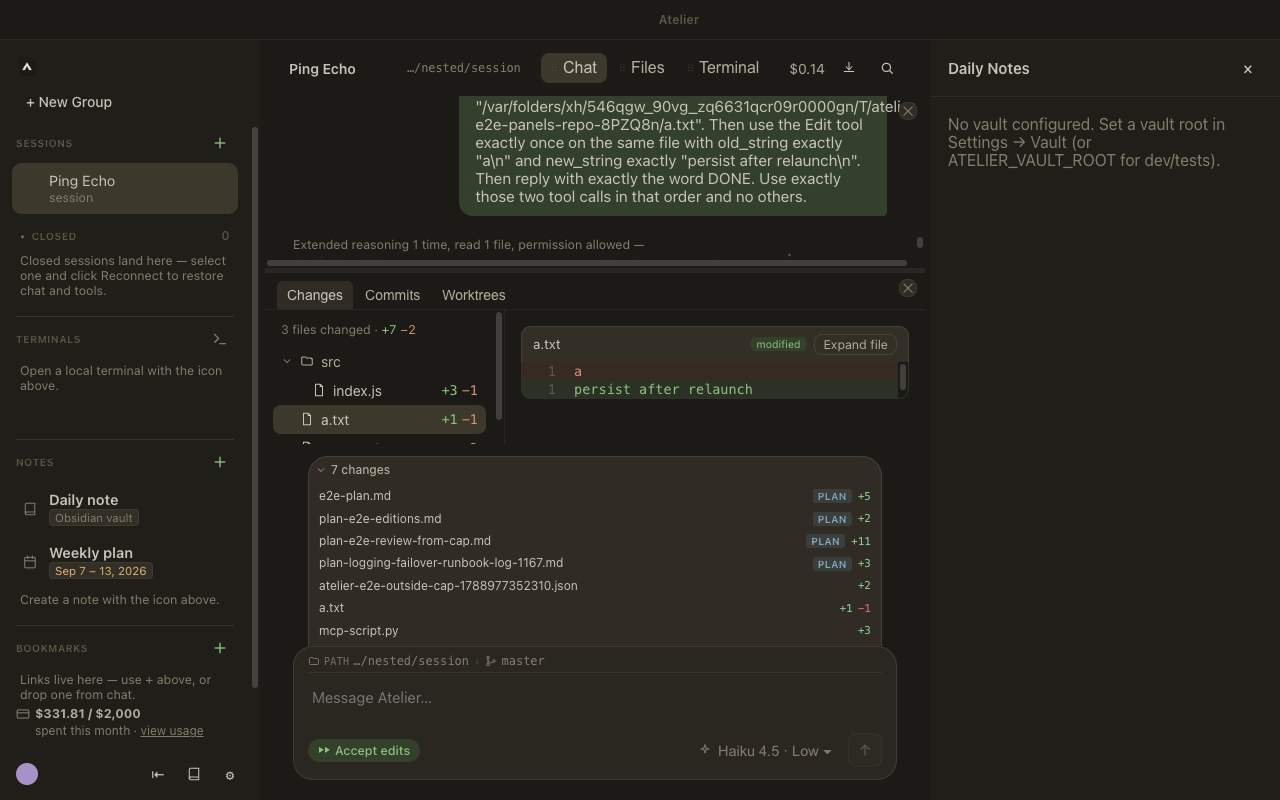 Atelier
+ New Group
SESSIONS
Ping Echo
session
CLOSED 0
Closed sessions land here — select
one and click Reconnect to restore
chat and tools.
TERMINALS
Open a local terminal with the icon
above.
NOTES
Daily note
Obsidian vault
Weekly plan
Sep 7 – 13, 2026
Create a note with the icon above.
BOOKMARKS
Links live here — use + above, or
drop one from chat.
$331.81 / $2,000
spent this month · view usage
Ping Echo
…/nested/session
Chat
Files
Terminal
$0.14
"/var/folders/xh/546qgw_90vg_zq6631qcr09r0000gn/T/ateli
e2e-panels-repo-8PZQ8n/a.txt". Then use the Edit tool
exactly once on the same file with old_string exactly
"a\n" and new_string exactly "persist after relaunch\n".
Then reply with exactly the word DONE. Use exactly
those two tool calls in that order and no others.
Extended reasoning 1 time, read 1 file, permission allowed —
Changes
Commits
Worktrees
3 files changed · +7 −2
src
index.js +3 −1
a.txt +1 −1
a.txt modified Expand file
1 a
1 persist after relaunch
7 changes
e2e-plan.md PLAN +5
plan-e2e-editions.md PLAN +2
plan-e2e-review-from-cap.md PLAN +11
plan-logging-failover-runbook-log-1167.md PLAN +3
atelier-e2e-outside-cap-1788977352310.json +2
a.txt +1 −1
mcp-script.py +3
PATH …/nested/session › master
Message Atelier...
Accept edits
Haiku 4.5 · Low
Daily Notes
No vault configured. Set a vault root in
Settings → Vault (or
ATELIER_VAULT_ROOT for dev/tests).